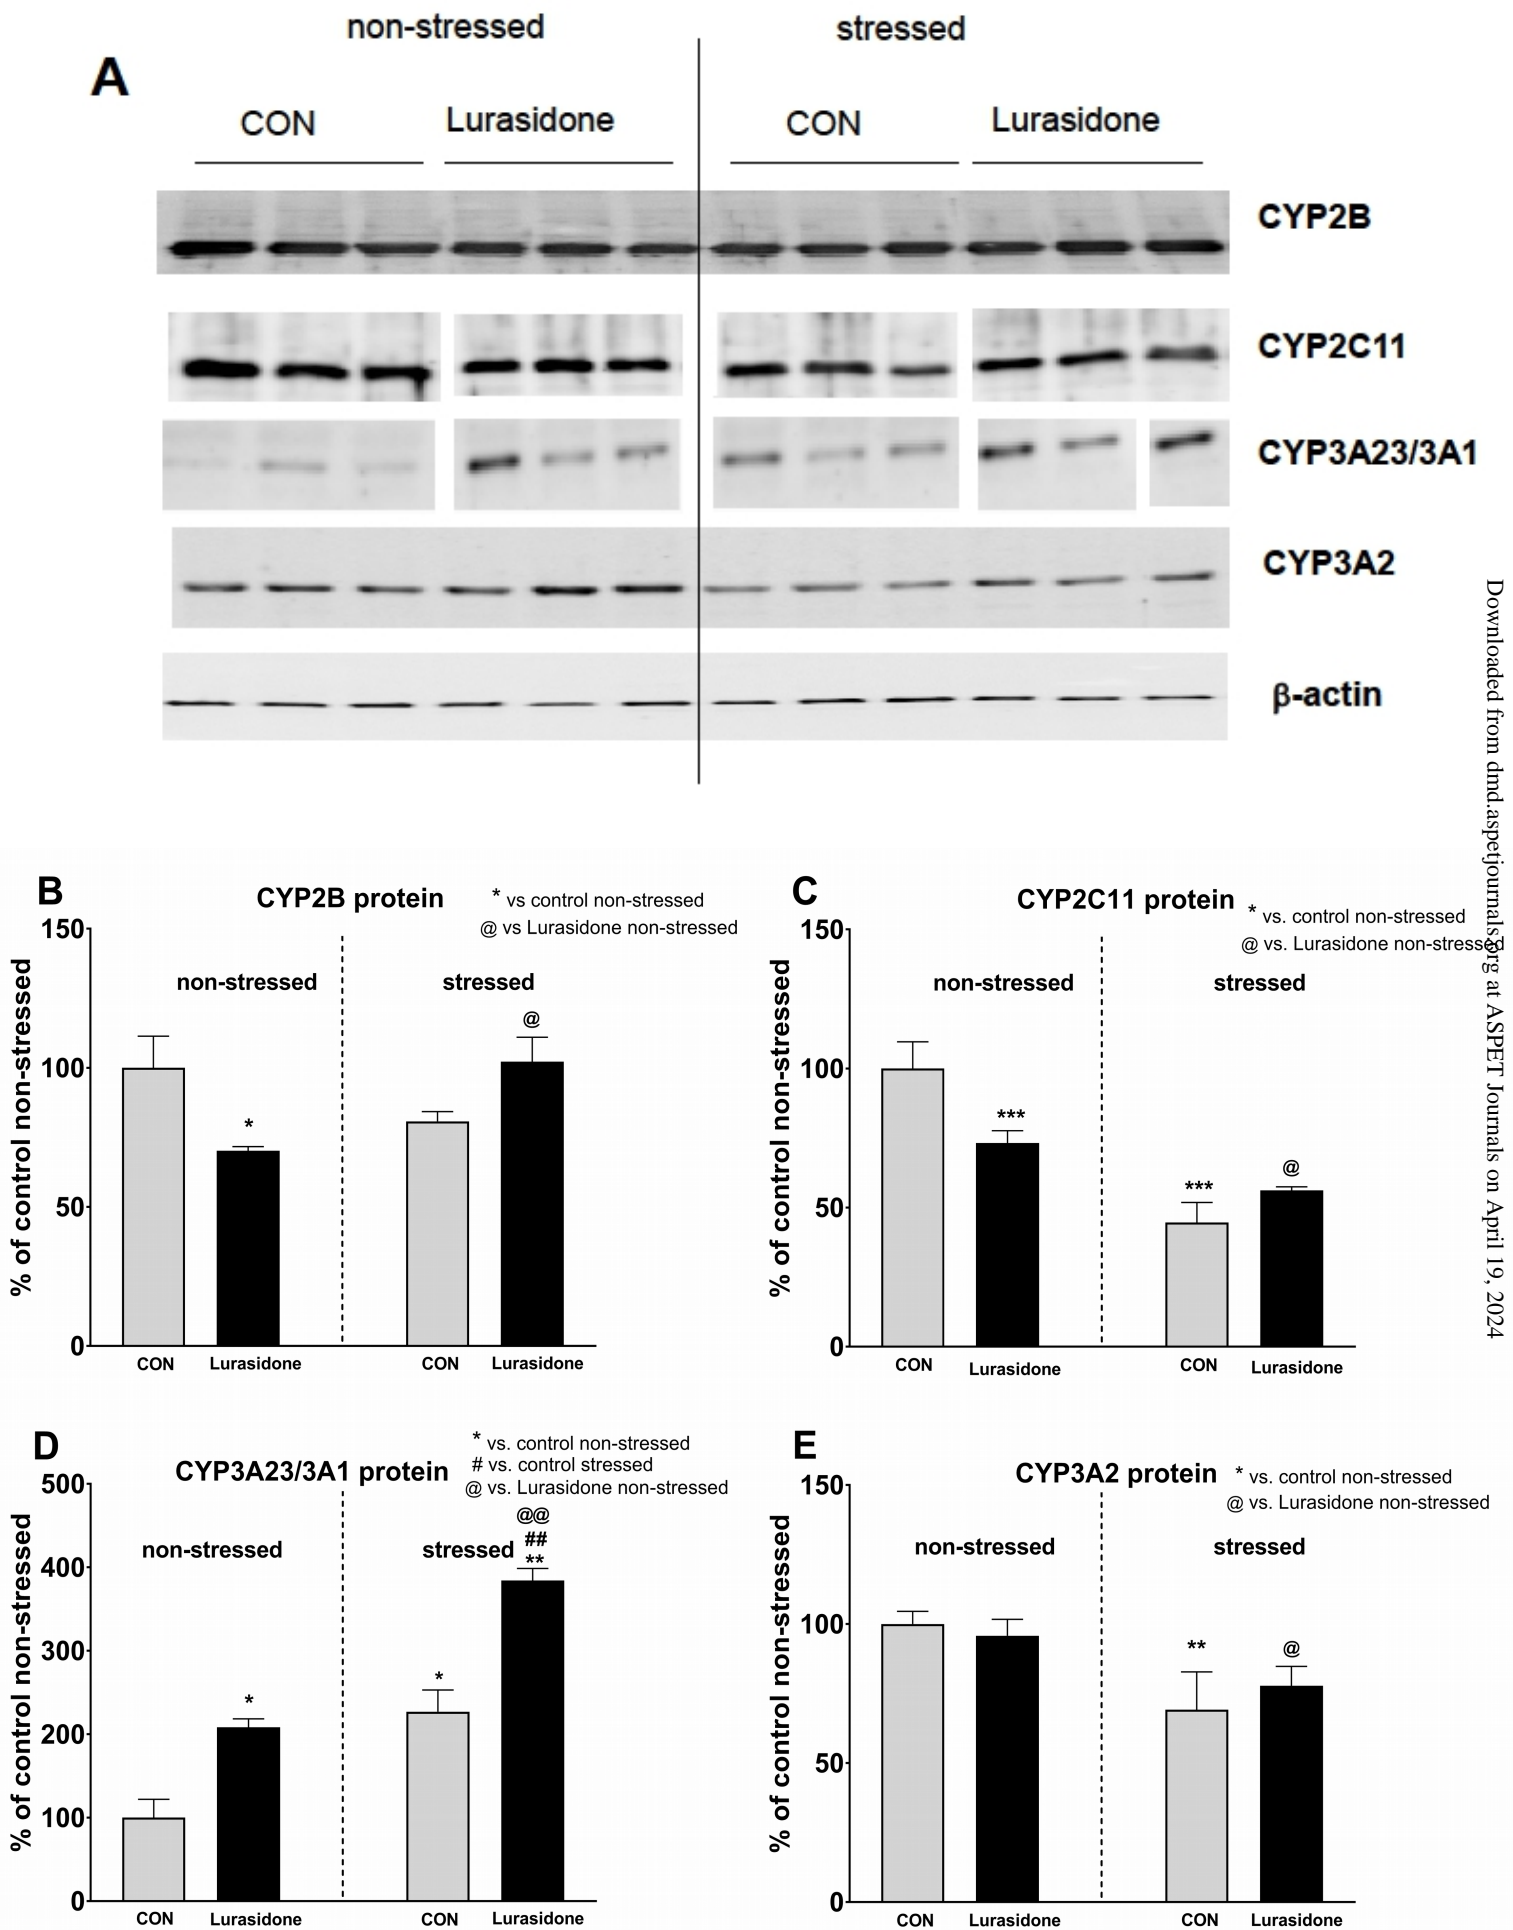 non-stressed
stressed
A
CON
Lurasidone
CON
Lurasidone
CYP2B
CYP2C11
CYP3A23/3A1
CYP3A2
β-actin
Downloaded from dmd.aspetjournals.org at ASPET Journals on April 19, 2024
B
CYP2B protein
* vs control non-stressed
@ vs Lurasidone non-stressed
% of control non-stressed
150
100
50
0
non-stressed
stressed
*
@
CON
Lurasidone
CON
Lurasidone
C
CYP2C11 protein
* vs. control non-stressed
@ vs. Lurasidone non-stressed
% of control non-stressed
150
100
50
0
non-stressed
stressed
***
***
@
CON
Lurasidone
CON
Lurasidone
D
CYP3A23/3A1 protein
* vs. control non-stressed
# vs. control stressed
@ vs. Lurasidone non-stressed
% of control non-stressed
500
400
300
200
100
0
non-stressed
stressed
*
*
@@
##
**
CON
Lurasidone
CON
Lurasidone
E
CYP3A2 protein
* vs. control non-stressed
@ vs. Lurasidone non-stressed
% of control non-stressed
150
100
50
0
non-stressed
stressed
**
@
CON
Lurasidone
CON
Lurasidone